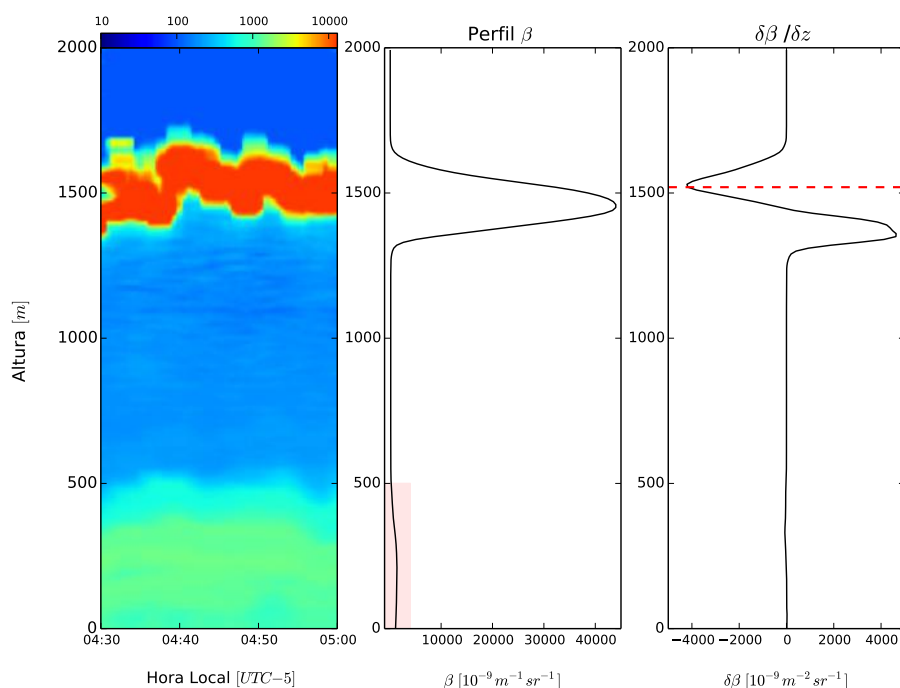 10 100 1000 10000
Perfil β
δβ/δz
2000 2000 2000
1500 1500 1500
1000 1000 1000
500 500 500
0 0 0
Altura [m]
04:30 04:40 04:50 05:00
10000 20000 30000 40000
−4000 −2000 0 2000 4000
Hora Local [UTC−5]
β [10⁻⁹ m⁻¹ sr⁻¹]
δβ [10⁻⁹ m⁻² sr⁻¹]